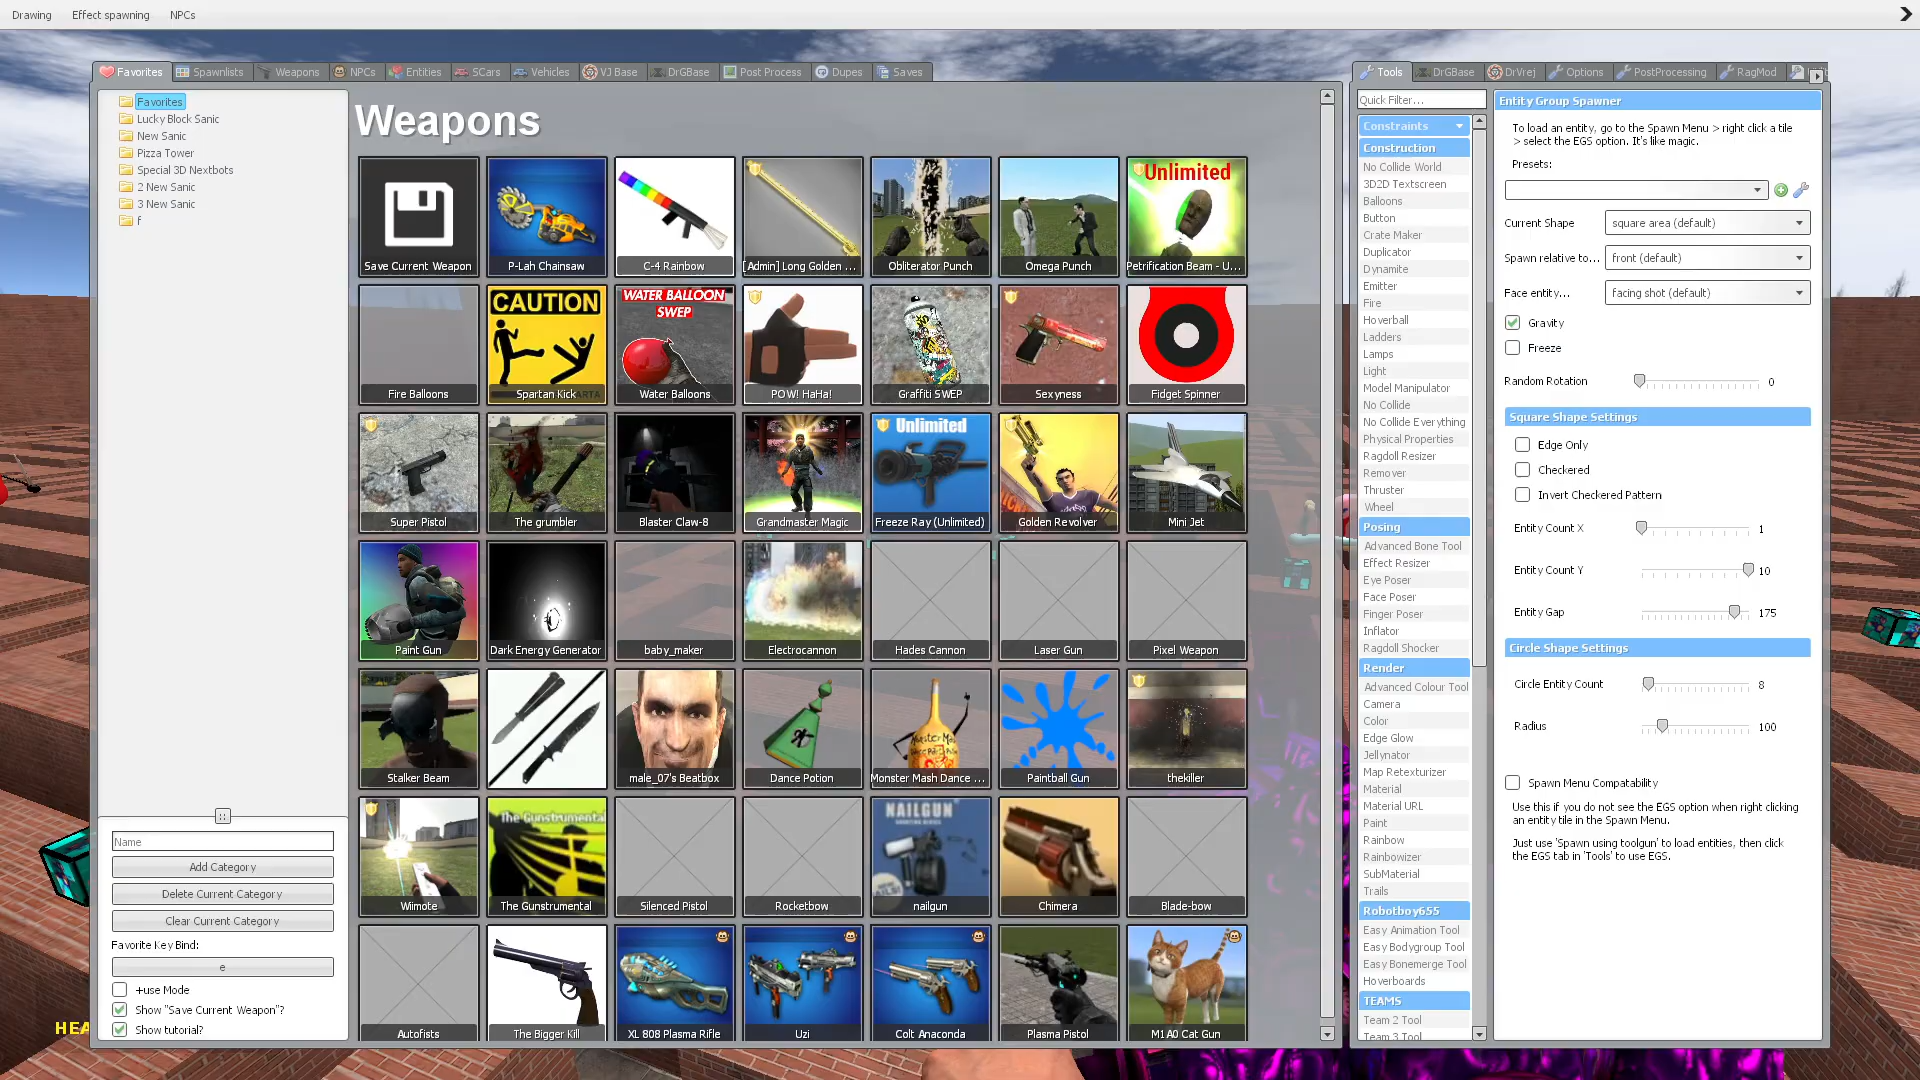 Drawing Effect spawning NPCs
Favorites Spawnlists Weapons NPCs Entities SCars Vehicles VJ Base DrGBase Post Process Dupes Saves
Tools DrGBase DrVrej Options PostProcessing RagMod
Favorites
Lucky Block Sanic
New Sanic
Pizza Tower
Special 3D Nextbots
2 New Sanic
3 New Sanic
f
Name
Add Category
Delete Current Category
Clear Current Category
Favorite Key Bind:
e
+use Mode
Show "Save Current Weapon"?
Show tutorial?
HEA
Weapons
Save Current Weapon
P-Lah Chainsaw
C-4 Rainbow
[Admin] Long Golden ...
Obliterator Punch
Omega Punch
Unlimited
Petrification Beam - U...
Fire Balloons
CAUTION
Spartan Kick
WATER BALLOON
SWEP
Water Balloons
POW! HaHa!
Graffiti SWEP
Sexyness
Fidget Spinner
Super Pistol
The grumbler
Blaster Claw-8
Grandmaster Magic
Unlimited
Freeze Ray (Unlimited)
Golden Revolver
Mini Jet
Paint Gun
Dark Energy Generator
baby_maker
Electrocannon
Hades Cannon
Laser Gun
Pixel Weapon
Stalker Beam
male_07's Beatbox
Dance Potion
Monster Mash Dance ...
Paintball Gun
thekiller
Wimote
The Gunstrumental
The Gunstrumental
Silenced Pistol
Rocketbow
NAILGUN
nailgun
Chimera
Blade-bow
Autofists
The Bigger Kill
XL 808 Plasma Rifle
Uzi
Colt Anaconda
Plasma Pistol
M1A0 Cat Gun
Quick Filter...
Constraints
Construction
No Collide World
3D2D Textscreen
Balloons
Button
Crate Maker
Duplicator
Dynamite
Emitter
Fire
Hoverball
Ladders
Lamps
Light
Model Manipulator
No Collide
No Collide Everything
Physical Properties
Ragdoll Resizer
Remover
Thruster
Wheel
Posing
Advanced Bone Tool
Effect Resizer
Eye Poser
Face Poser
Finger Poser
Inflator
Ragdoll Shocker
Render
Advanced Colour Tool
Camera
Color
Edge Glow
Jellynator
Map Retexturizer
Material
Material URL
Paint
Rainbow
Rainbowizer
SubMaterial
Trails
Robotboy655
Easy Animation Tool
Easy Bodygroup Tool
Easy Bonemerge Tool
Hoverboards
TEAMS
Team 2 Tool
Team 3 Tool
Entity Group Spawner
To load an entity, go to the Spawn Menu > right click a tile
> select the EGS option. It's like magic.
Presets:
Current Shape square area (default)
Spawn relative to... front (default)
Face entity... facing shot (default)
Gravity
Freeze
Random Rotation 0
Square Shape Settings
Edge Only
Checkered
Invert Checkered Pattern
Entity Count X 1
Entity Count Y 10
Entity Gap 175
Circle Shape Settings
Circle Entity Count 8
Radius 100
Spawn Menu Compatability
Use this if you do not see the EGS option when right clicking
an entity tile in the Spawn Menu.
Just use 'Spawn using toolgun' to load entities, then click
the EGS tab in 'Tools' to use EGS.